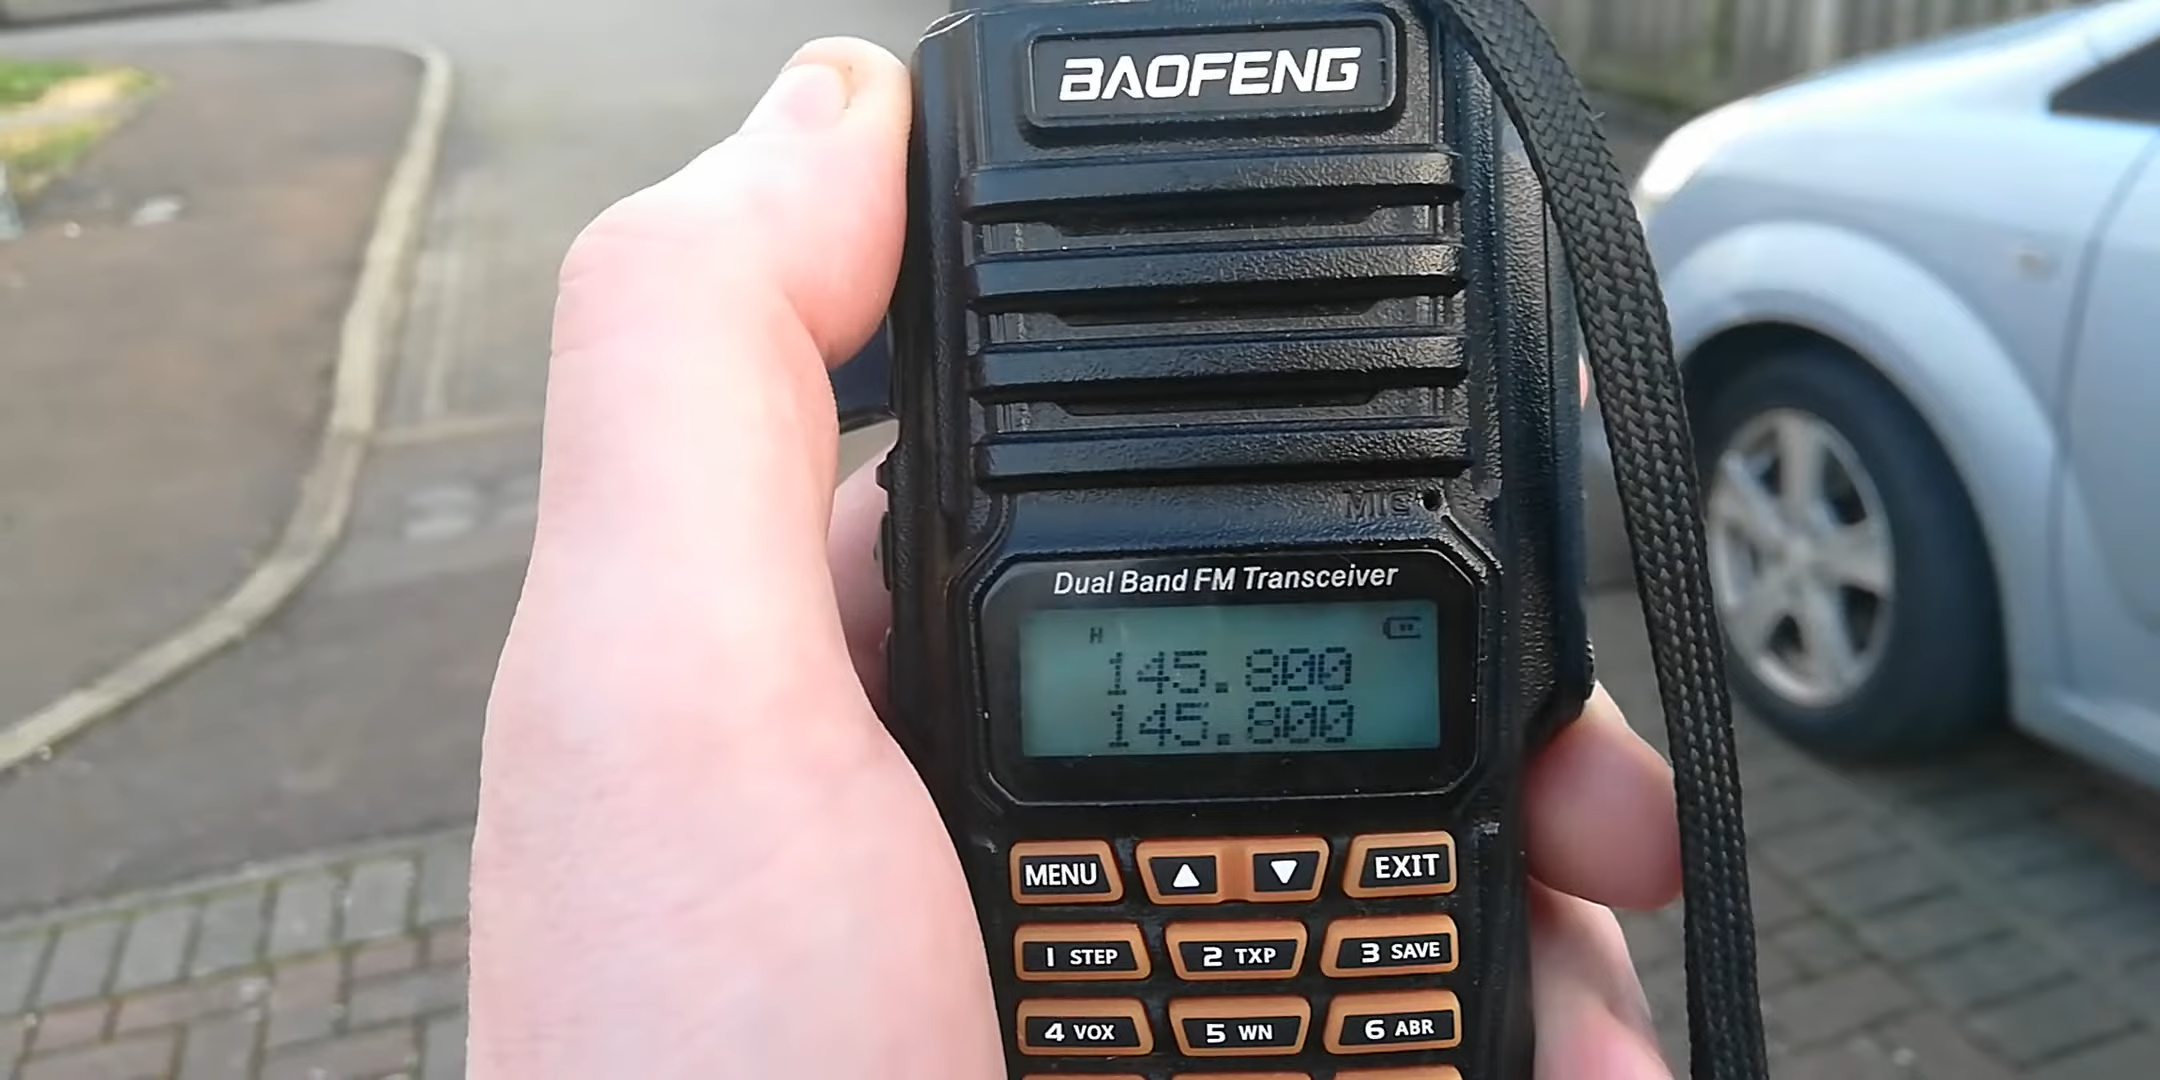 BAOFENG
MIC
Dual Band FM Transceiver
H
145.800
145.800
MENU ▲ ▼ EXIT
1 STEP 2 TXP 3 SAVE
4 VOX 5 WN 6 ABR